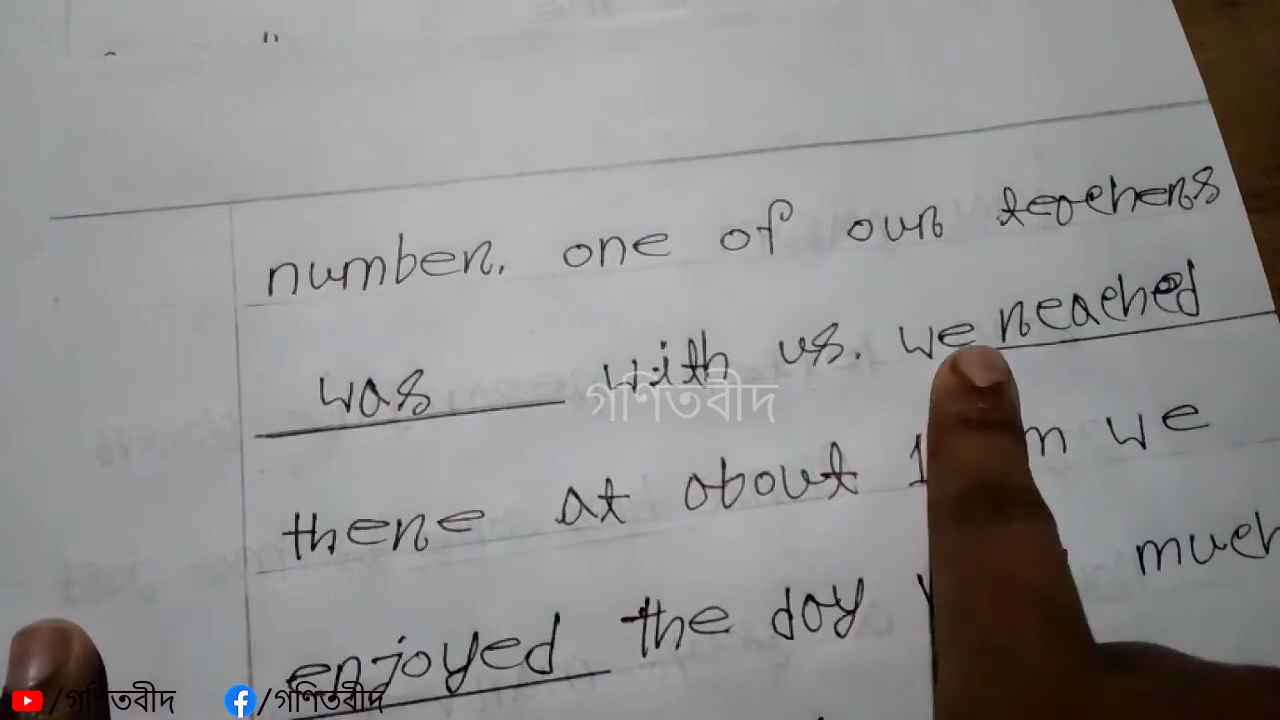 number. one of our teachers
was with us. we reached
there at about we
enjoyed the day much
গণিতবীদ
/গণিতবীদ /গণিতবীদ